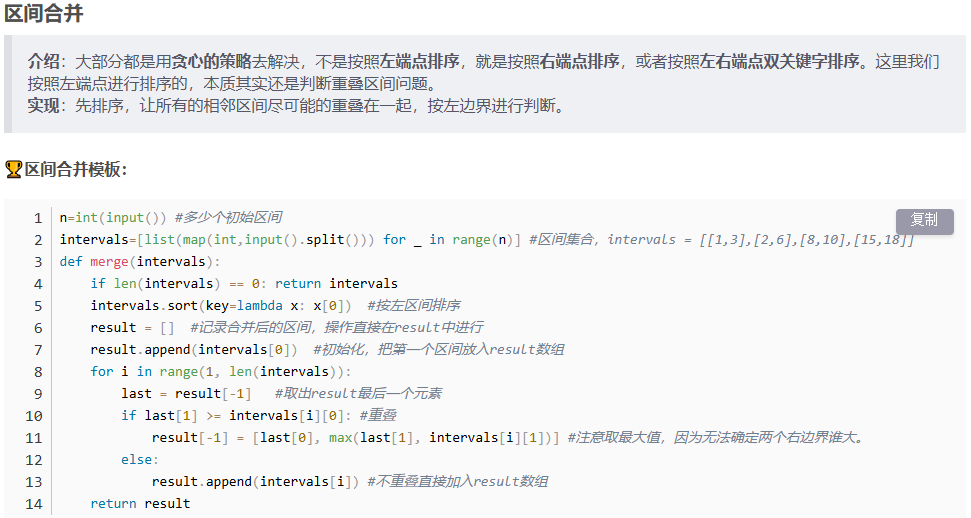 区间合并
介绍：大部分都是用贪心的策略去解决，不是按照左端点排序，就是按照右端点排序，或者按照左右端点双关键字排序。这里我们
按照左端点进行排序的，本质其实还是判断重叠区间问题。
实现：先排序，让所有的相邻区间尽可能的重叠在一起，按左边界进行判断。
🏆区间合并模板：
复制
1 n=int(input()) #多少个初始区间
2 intervals=[list(map(int,input().split())) for _ in range(n)] #区间集合，intervals = [[1,3],[2,6],[8,10],[15,18]]
3 def merge(intervals):
4     if len(intervals) == 0: return intervals
5     intervals.sort(key=lambda x: x[0])  #按左区间排序
6     result = []  #记录合并后的区间，操作直接在result中进行
7     result.append(intervals[0])  #初始化，把第一个区间放入result数组
8     for i in range(1, len(intervals)):
9         last = result[-1]   #取出result最后一个元素
10         if last[1] >= intervals[i][0]: #重叠
11             result[-1] = [last[0], max(last[1], intervals[i][1])] #注意取最大值，因为无法确定两个右边界谁大。
12         else:
13             result.append(intervals[i]) #不重叠直接加入result数组
14     return result